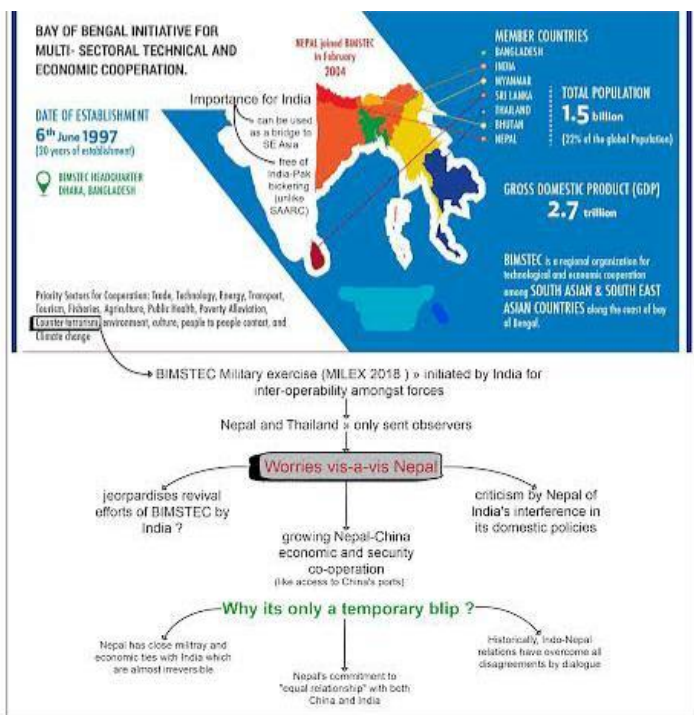 BAY OF BENGAL INITIATIVE FOR
MULTI- SECTORAL TECHNICAL AND
ECONOMIC COOPERATION.
DATE OF ESTABLISHMENT
6th June 1997
(20 years of establishment)
BIMSTEC HEADQUARTER
DHAKA, BANGLADESH
NEPAL joined BIMSTEC
in February
2004
Importance for India
» can be used
as a bridge to
SE Asia
» free of
India-Pak
bickering
(unlike
SAARC)
MEMBER COUNTRIES
BANGLADESH
INDIA
MYANMAR
SRI LANKA
THAILAND
BHUTAN
NEPAL
TOTAL POPULATION
1.5 billion
(22% of the global Population)
GROSS DOMESTIC PRODUCT (GDP)
2.7 trillion
BIMSTEC is a regional organization for
technological and economic cooperation
among SOUTH ASIAN & SOUTH EAST
ASIAN COUNTRIES along the coast of bay
of Bengal.
Priority Sectors for Cooperation: Trade, Technology, Energy, Transport,
Tourism, Fisheries, Agriculture, Public Health, Poverty Alleviation,
Counter-terrorism, environment, culture, people to people contact, and
Climate change
BIMSTEC Military exercise (MILEX 2018 ) » initiated by India for
inter-operability amongst forces
Nepal and Thailand » only sent observers
Worries vis-a-vis Nepal
jeorpardises revival
efforts of BIMSTEC by
India ?
growing Nepal-China
economic and security
co-operation
(like access to China's ports)
criticism by Nepal of
India's interference in
its domestic policies
Why its only a temporary blip ?
Nepal has close militray and
economic ties with India which
are almost irreversible
Nepal's commitment to
"equal relationship" with both
China and India
Historically, Indo-Nepal
relations have overcome all
disagreements by dialogue